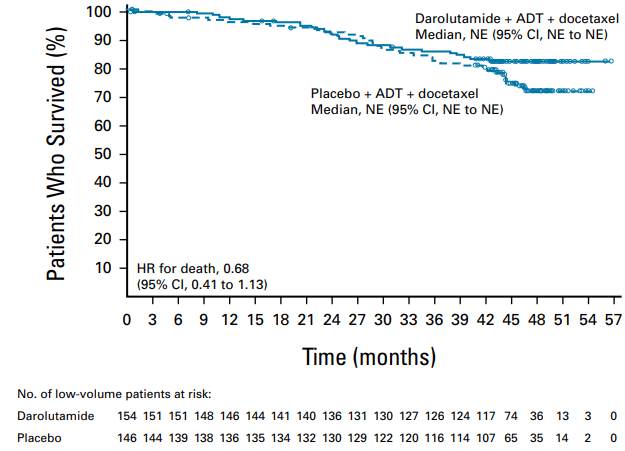 Patients Who Survived (%)
100
90
80
70
60
50
40
30
20
10
Darolutamide + ADT + docetaxel
Median, NE (95% CI, NE to NE)
Placebo + ADT + docetaxel
Median, NE (95% CI, NE to NE)
HR for death, 0.68
(95% CI, 0.41 to 1.13)
0 3 6 9 12 15 18 21 24 27 30 33 36 39 42 45 48 51 54 57
Time (months)
No. of low-volume patients at risk:
Darolutamide 154 151 151 148 146 144 141 140 136 131 130 127 126 124 117 74 36 13 3 0
Placebo 146 144 139 138 136 135 134 132 130 129 122 120 116 114 107 65 35 14 2 0